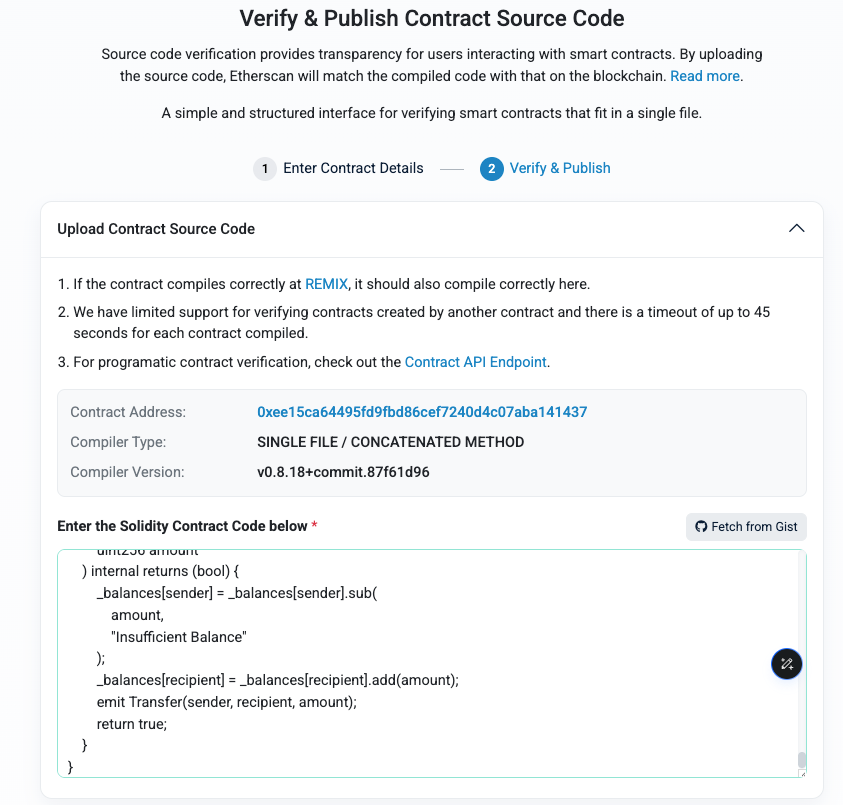 Verify & Publish Contract Source Code
Source code verification provides transparency for users interacting with smart contracts. By uploading
the source code, Etherscan will match the compiled code with that on the blockchain. Read more.
A simple and structured interface for verifying smart contracts that fit in a single file.
1 Enter Contract Details 2 Verify & Publish
Upload Contract Source Code
1. If the contract compiles correctly at REMIX, it should also compile correctly here.
2. We have limited support for verifying contracts created by another contract and there is a timeout of up to 45
seconds for each contract compiled.
3. For programatic contract verification, check out the Contract API Endpoint.
Contract Address: 0xee15ca64495fd9fbd86cef7240d4c07aba141437
Compiler Type: SINGLE FILE / CONCATENATED METHOD
Compiler Version: v0.8.18+commit.87f61d96
Enter the Solidity Contract Code below * Fetch from Gist
uint256 amount
) internal returns (bool) {
_balances[sender] = _balances[sender].sub(
amount,
"Insufficient Balance"
);
_balances[recipient] = _balances[recipient].add(amount);
emit Transfer(sender, recipient, amount);
return true;
}
}